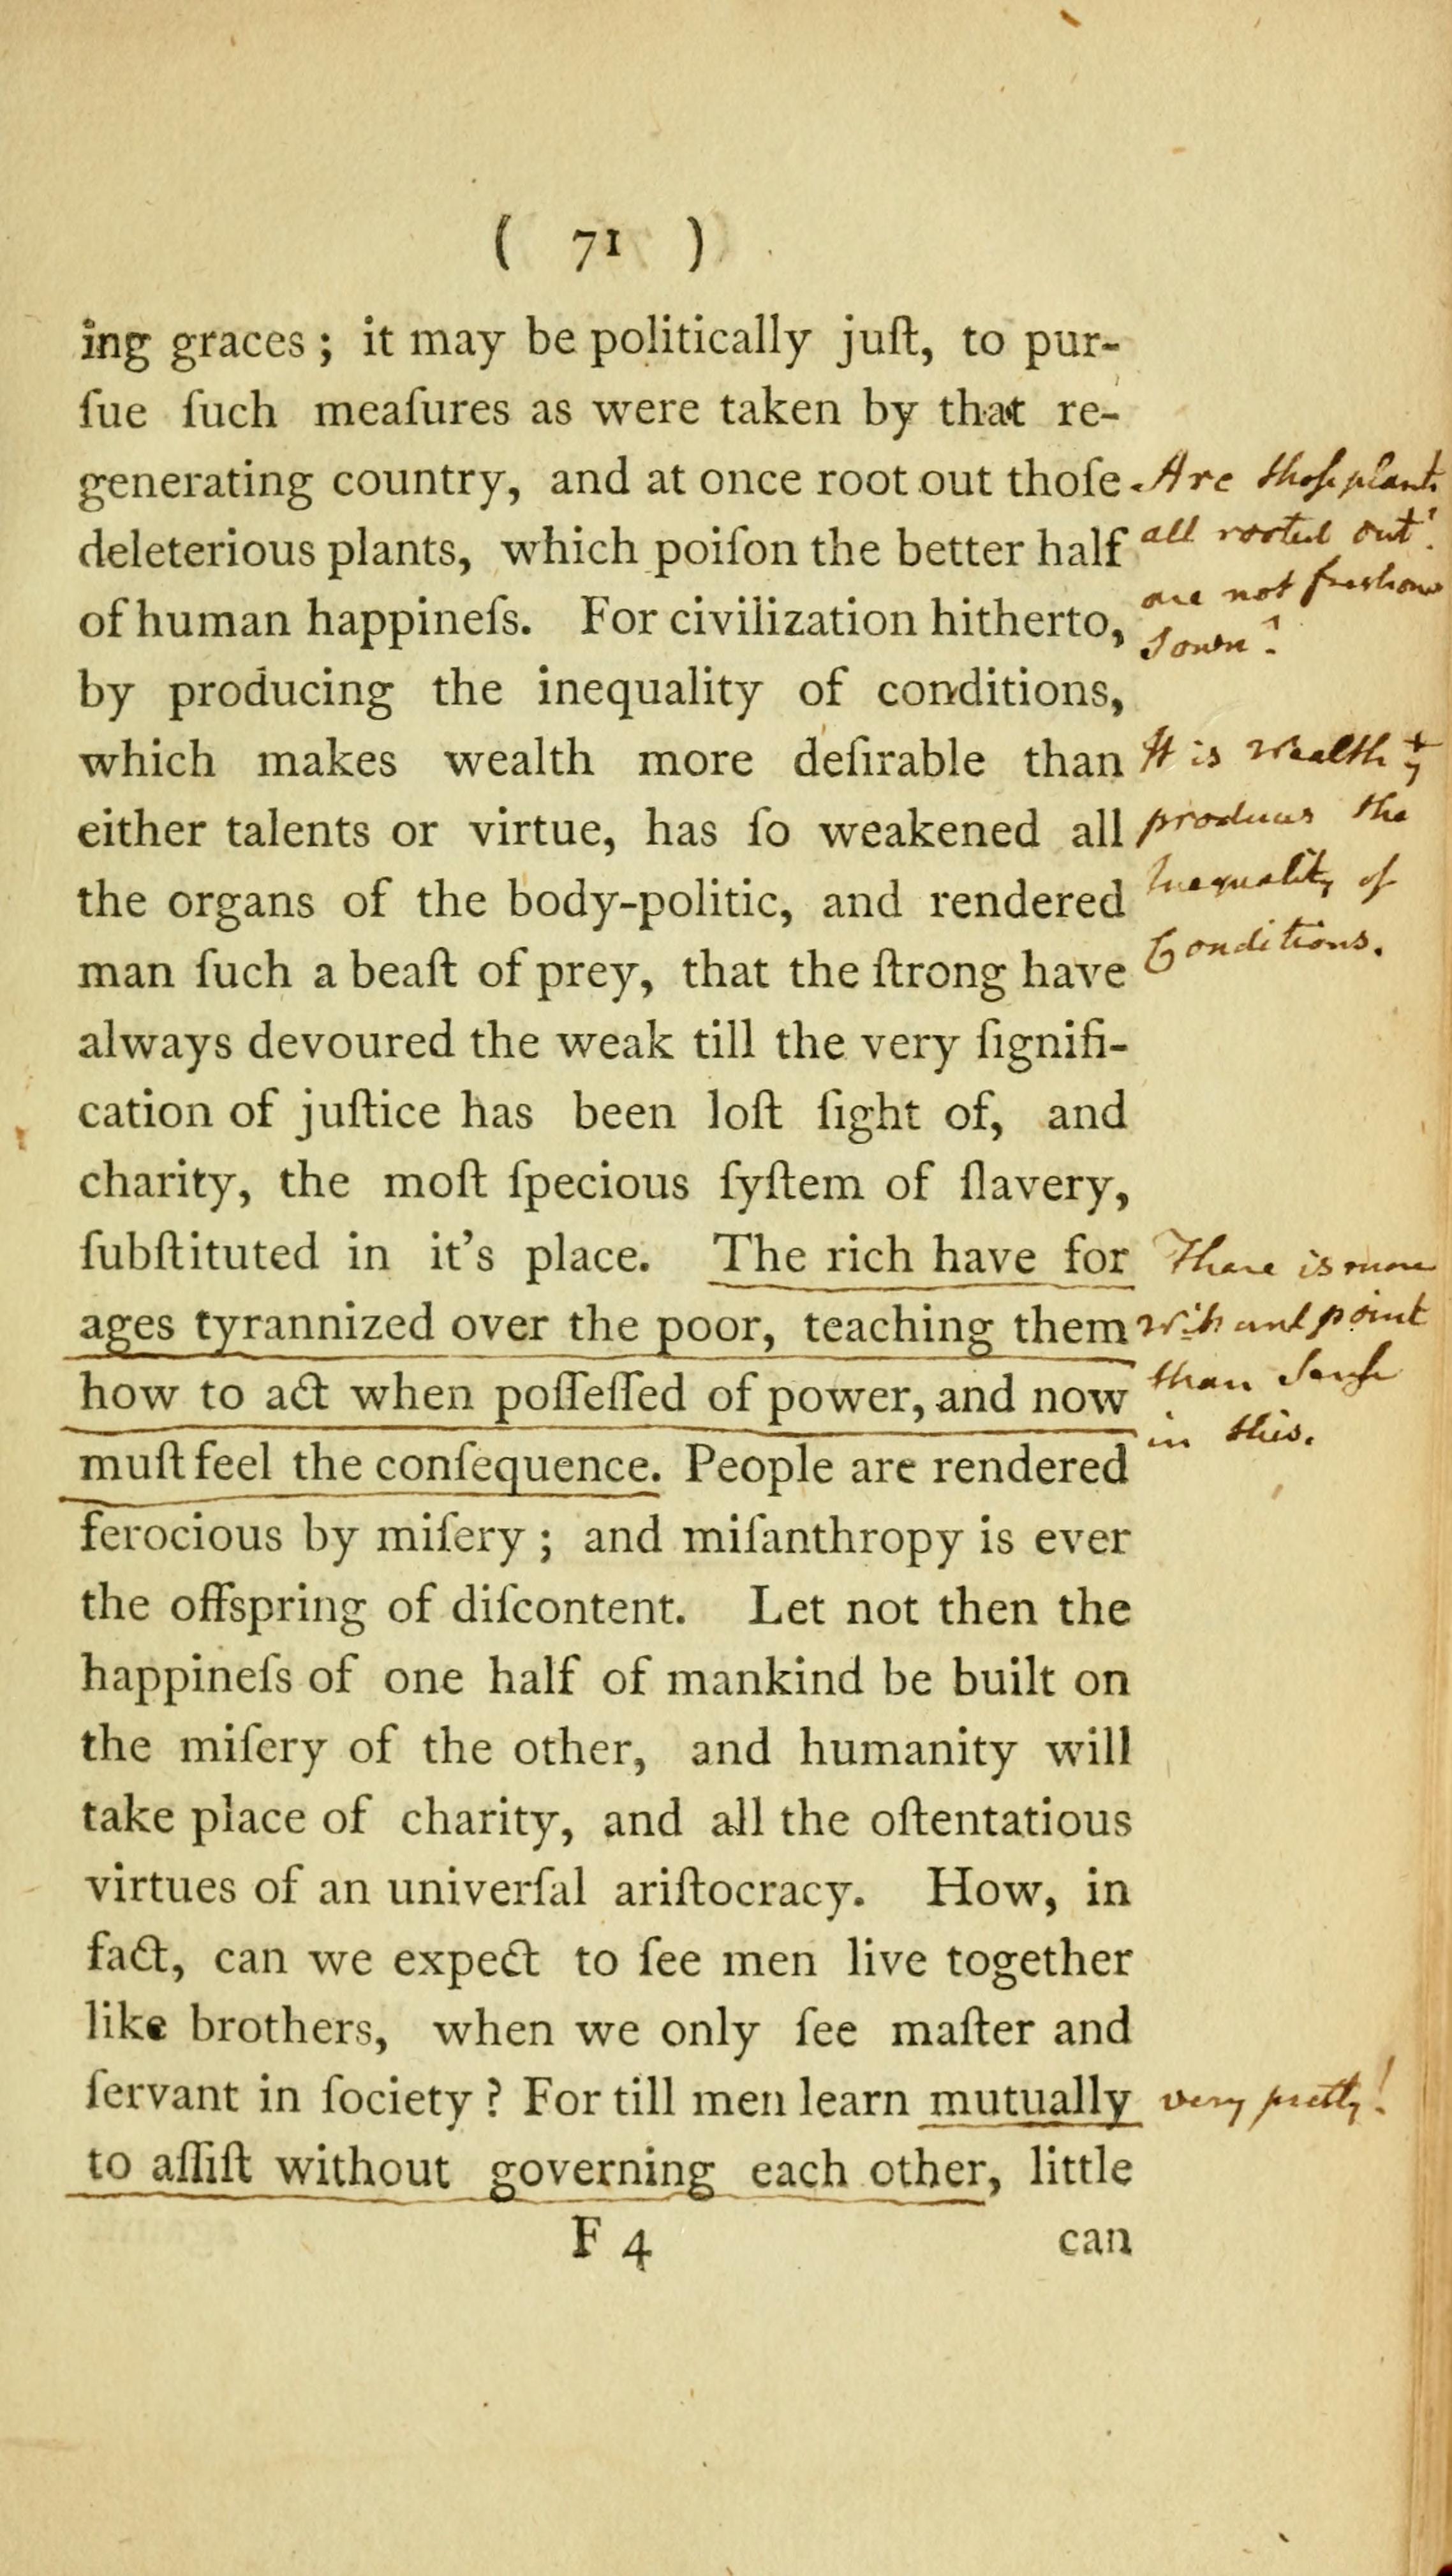 ( 71 )
ing graces ; it may be politically juſt, to pur-
ſue ſuch meaſures as were taken by that re-
generating country, and at once root out thoſe
Are thoſe plants
deleterious plants, which poiſon the better half
all rooted out?
are not
of human happineſs. For civilization hitherto,
sown?
by producing the inequality of conditions,
which makes wealth more deſirable than
It is Wealth
either talents or virtue, has ſo weakened all
produces the
the organs of the body-politic, and rendered
Inequality of
man ſuch a beaſt of prey, that the ſtrong have
Conditions.
always devoured the weak till the very ſignifi-
cation of juſtice has been loſt ſight of, and
charity, the moſt ſpecious ſyſtem of ſlavery,
ſubſtituted in it's place. The rich have for
There is more
ages tyrannized over the poor, teaching them
Wit and point
how to act when poſſeſſed of power, and now
than Senſe
in this.
muſt feel the conſequence. People are rendered
ferocious by miſery ; and miſanthropy is ever
the offspring of diſcontent. Let not then the
happineſs of one half of mankind be built on
the miſery of the other, and humanity will
take place of charity, and all the oſtentatious
virtues of an univerſal ariſtocracy. How, in
fact, can we expect to ſee men live together
like brothers, when we only ſee maſter and
ſervant in ſociety ? For till men learn mutually
very pretty!
to aſſiſt without governing each other, little
F 4 can